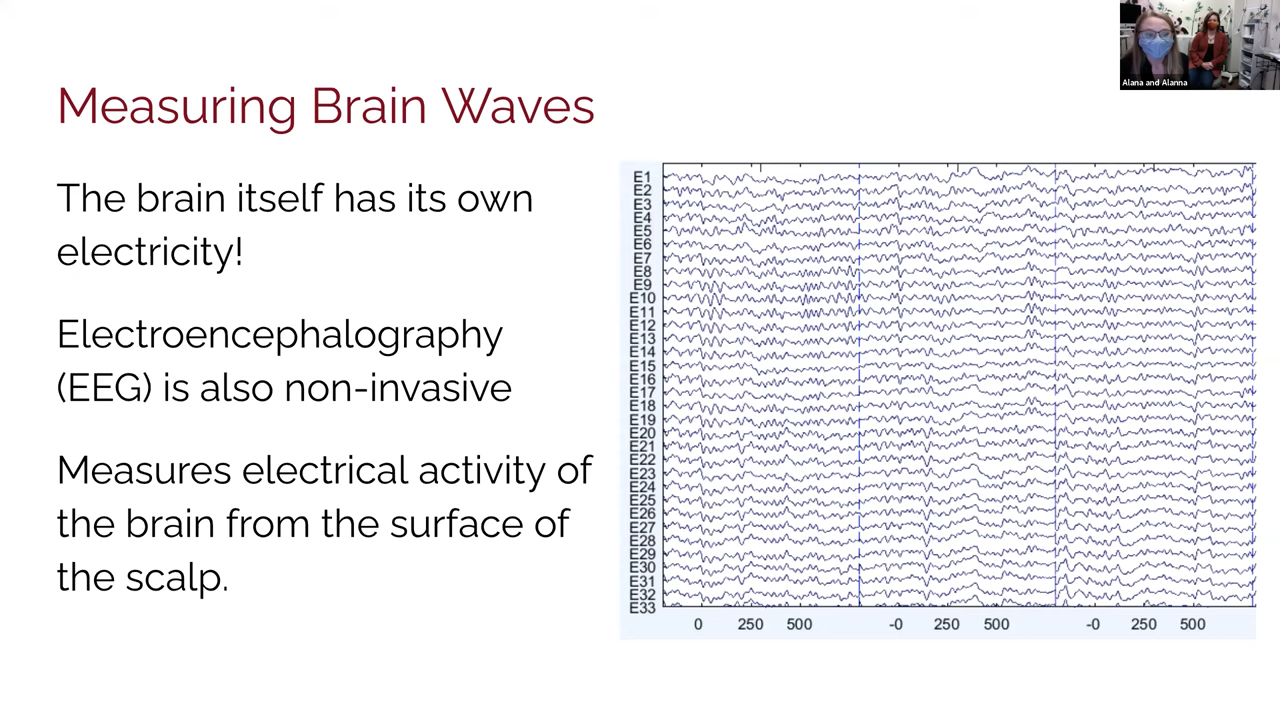 Alana and Alanna
Measuring Brain Waves
The brain itself has its own
electricity!
Electroencephalography
(EEG) is also non-invasive
Measures electrical activity of
the brain from the surface of
the scalp.
E1
E2
E3
E4
E5
E6
E7
E8
E9
E10
E11
E12
E13
E14
E15
E16
E17
E18
E19
E20
E21
E22
E23
E24
E25
E26
E27
E28
E29
E30
E31
E32
E33
0 250 500 -0 250 500 -0 250 500